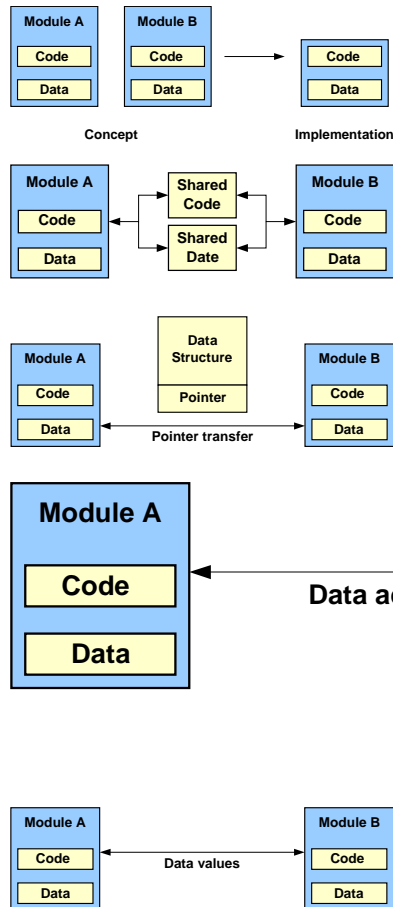 Module A
Module B
Code
Code
Code
Data
Data
Data
Concept
Implementation
Module A
Shared
Code
Module B
Code
Code
Shared
Date
Data
Data
Data
Structure
Module A
Module B
Pointer
Code
Code
Data
Data
Pointer transfer
Module A
Code
Data a
Data
Module A
Module B
Code
Data values
Code
Data
Data